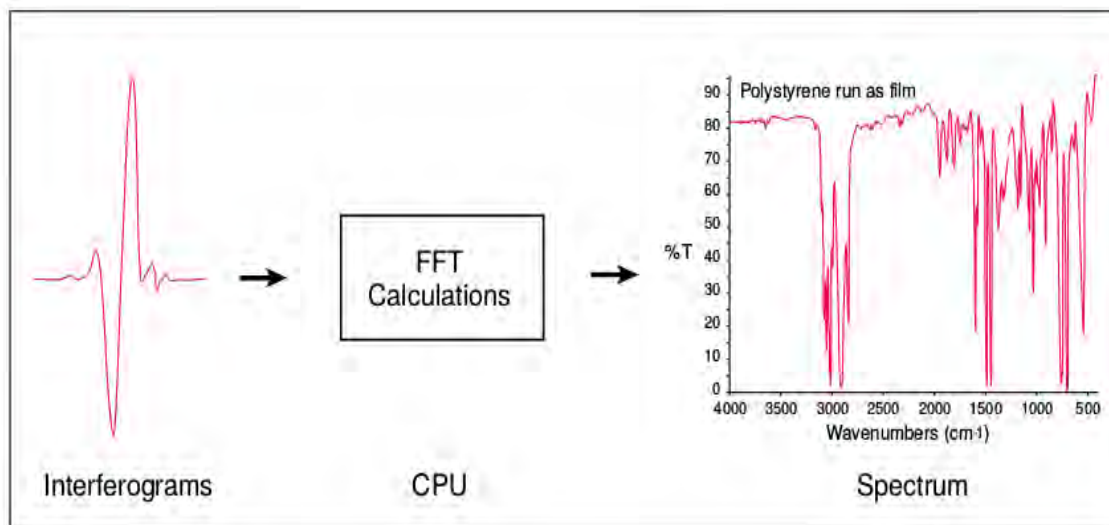 Polystyrene run as film
90
80
70
60
50
40
30
20
10
0
%T
4000 3500 3000 2500 2000 1500 1000 500
Wavenumbers (cm-1)
FFT
Calculations
Interferograms
CPU
Spectrum